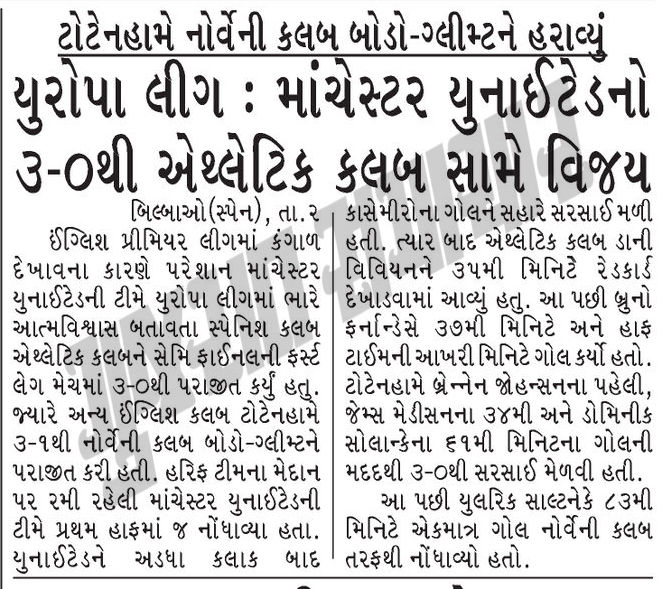 ટોટેનહામે નોર્વેની કલબ બોડો-ગ્લીમ્ટને હરાવ્યું
યુરોપા લીગ : માંચેસ્ટર યુનાઈટેડનો
૩-૦થી એથ્લેટિક કલબ સામે વિજય
બિલ્બાઓ(સ્પેન), તા.૨
ઈંગ્લિશ પ્રીમિયર લીગમાં કંગાળ
દેખાવના કારણે પરેશાન માંચેસ્ટર
યુનાઈટેડની ટીમે યુરોપા લીગમાં ભારે
આત્મવિશ્વાસ બતાવતા સ્પેનિશ કલબ
એથ્લેટિક કલબને સેમિ ફાઈનલની ફર્સ્ટ
લેગ મેચમાં ૩-૦થી પરાજીત કર્યું હતુ.
જ્યારે અન્ય ઈંગ્લિશ કલબ ટોટેનહામે
૩-૧થી નોર્વેની કલબ બોડો-ગ્લીમ્ટને
પરાજીત કરી હતી. હરિફ ટીમના મેદાન
પર રમી રહેલી માંચેસ્ટર યુનાઈટેડની
ટીમે પ્રથમ હાફમાં જ નોંધાવ્યા હતા.
યુનાઈટેડને અડધા કલાક બાદ
કાસેમીરોના ગોલને સહારે સરસાઈ મળી
હતી. ત્યાર બાદ એથ્લેટિક કલબ ડાની
વિવિયનને ૩૫મી મિનિટે રેડકાર્ડ
દેખાડવામાં આવ્યું હતુ. આ પછી બ્રુનો
ફર્નાન્ડેસે ૩૭મી મિનિટે અને હાફ
ટાઈમની આખરી મિનિટે ગોલ કર્યો હતો.
ટોટેનહામે બ્રેન્નેન જોહન્સનના પહેલી,
જેમ્સ મેડીસનના ૩૪મી અને ડોમિનીક
સોલાન્કેના ૬૧મી મિનિટના ગોલની
મદદથી ૩-૦થી સરસાઈ મેળવી હતી.
આ પછી યુલરિક સાલ્ટનેકે ૮૩મી
મિનિટે એકમાત્ર ગોલ નોર્વેની કલબ
તરફથી નોંધાવ્યો હતો.
ગુજરાત સમાચાર